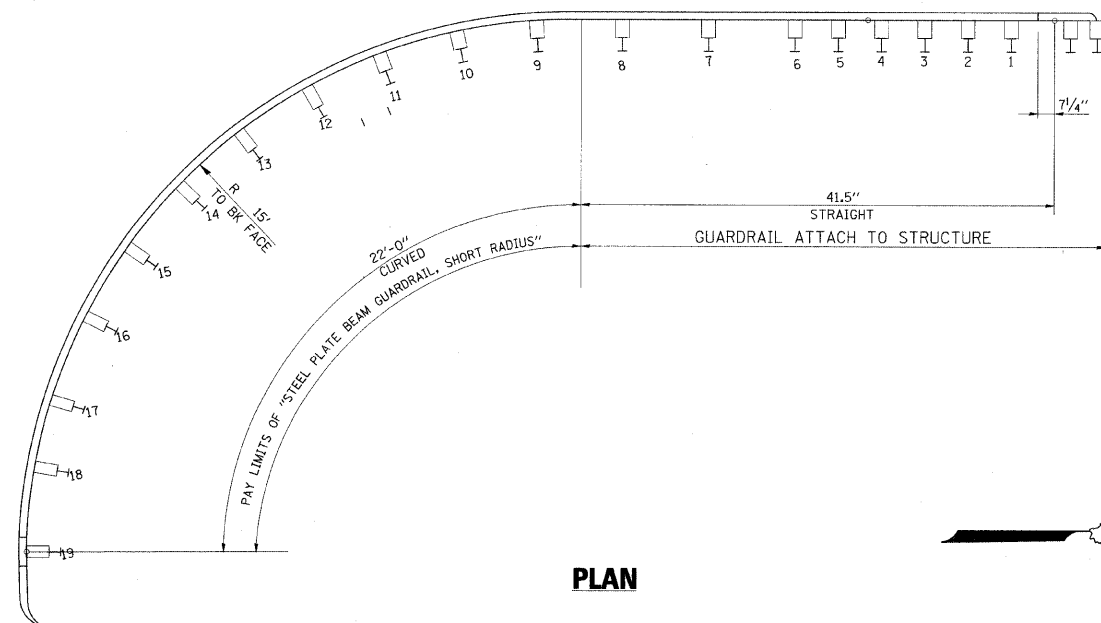 9 8 7 6 5 4 3 2 1
10
11
12
13
14
15
16
17
18
19
7 1/4"
R 15'
TO BK FACE
41.5"
STRAIGHT
GUARDRAIL ATTACH TO STRUCTURE
22'-0"
CURVED
PAY LIMITS OF "STEEL PLATE BEAM GUARDRAIL, SHORT RADIUS"
PLAN